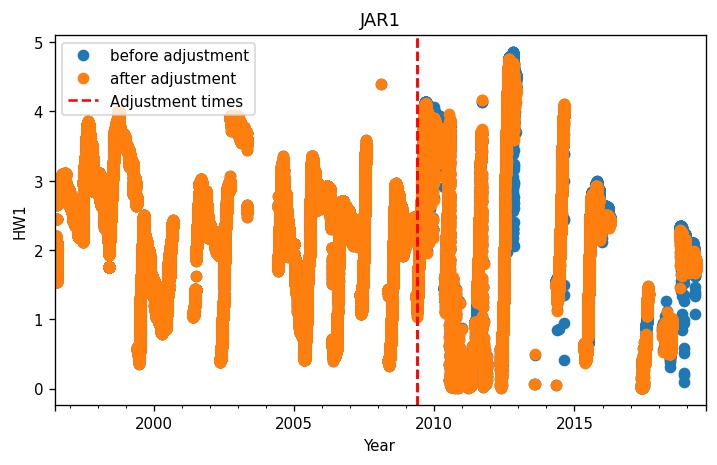 JAR1
before adjustment
after adjustment
Adjustment times
HW1
5
4
3
2
1
0
2000 2005 2010 2015
Year